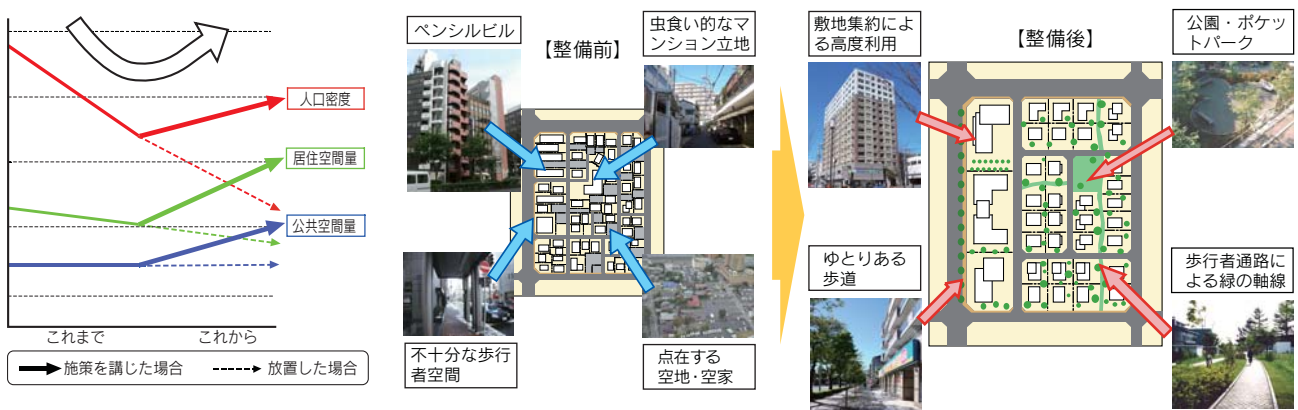 人口密度
居住空間量
公共空間量
これまで
これから
施策を講じた場合
放置した場合
ペンシルビル
【整備前】
虫食い的なマ
ンション立地
不十分な歩行
者空間
点在する
空地・空家
敷地集約によ
る高度利用
【整備後】
公園・ポケッ
トパーク
ゆとりある
歩道
歩行者通路に
よる緑の軸線